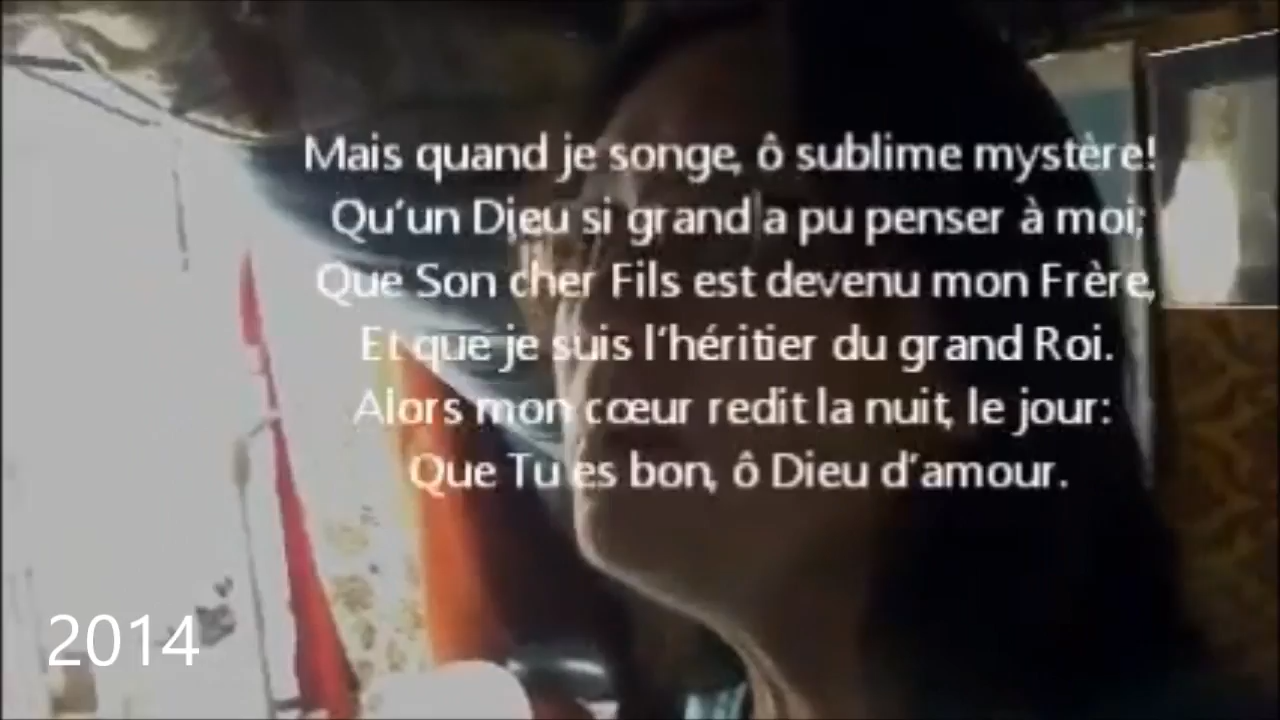 Mais quand je songe, ô sublime mystère!
Qu'un Dieu si grand a pu penser à moi;
Que Son cher Fils est devenu mon Frère,
Et que je suis l'héritier du grand Roi.
Alors mon cœur redit la nuit, le jour:
Que Tu es bon, ô Dieu d'amour.
2014